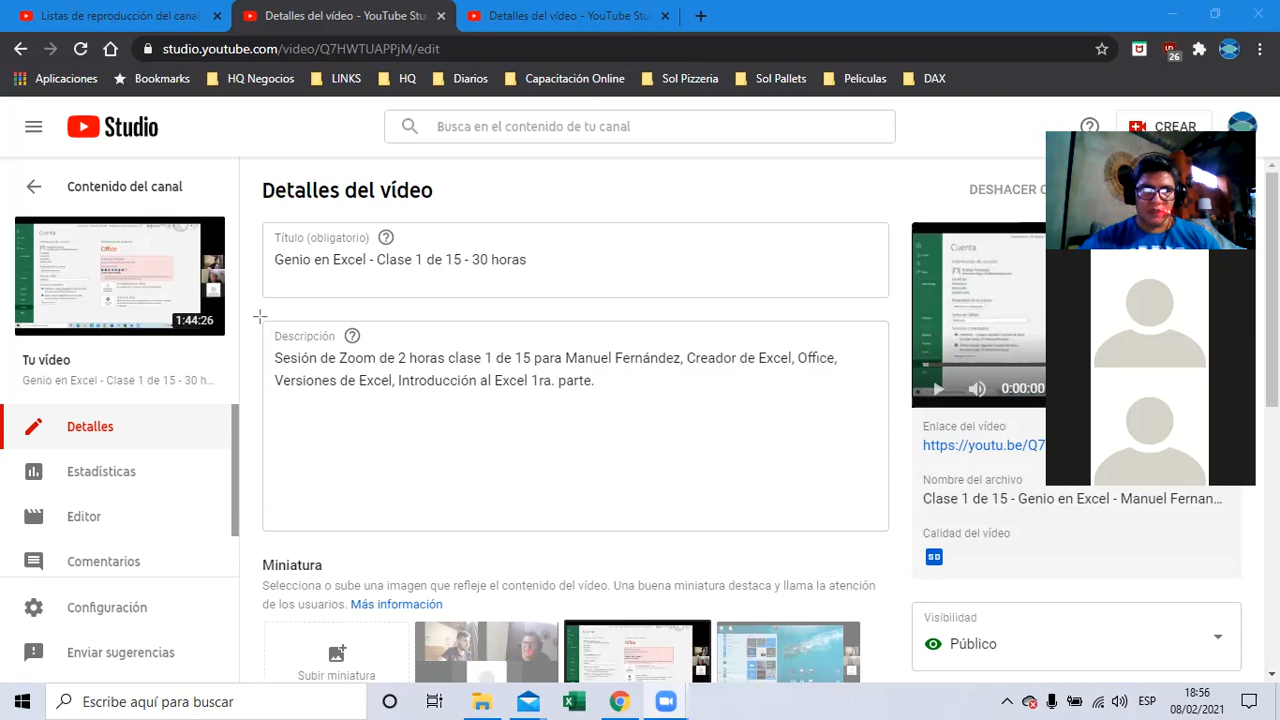 Listas de reproducción del canal
Detalles del vídeo - YouTube Stu
Detalles del vídeo - YouTube Stu
studio.youtube.com/video/Q7HWTUAPPjM/edit
26
Aplicaciones
Bookmarks
HQ Negocios
LINKS
HQ
Diarios
Capacitación Online
Sol Pizzeria
Sol Pallets
Peliculas
DAX
Studio
Busca en el contenido de tu canal
CREAR
Contenido del canal
Detalles del vídeo
DESHACER C
Título (obligatorio)
Genio en Excel - Clase 1 de 15 - 30 horas
Cuenta
Office
Cuenta
1:24:26
Descripción
Sesión de Zoom de 2 horas clase 1 de 15 para Manuel Fernández, Creador de Excel, Office,
Versiones de Excel, introducción al Excel 1ra. parte.
Tu vídeo
Genio en Excel - Clase 1 de 15 - 30 h...
0:00:00
Detalles
Estadísticas
Editor
Comentarios
Configuración
Enviar sugerencias
Enlace del vídeo
https://youtu.be/Q7
Nombre del archivo
Clase 1 de 15 - Genio en Excel - Manuel Fernan...
Calidad del vídeo
SD
Miniatura
Selecciona o sube una imagen que refleje el contenido del vídeo. Una buena miniatura destaca y llama la atención
de los usuarios. Más información
Subir miniatura
Visibilidad
Público
Escribe aquí para buscar
ESP
18:56
08/02/2021